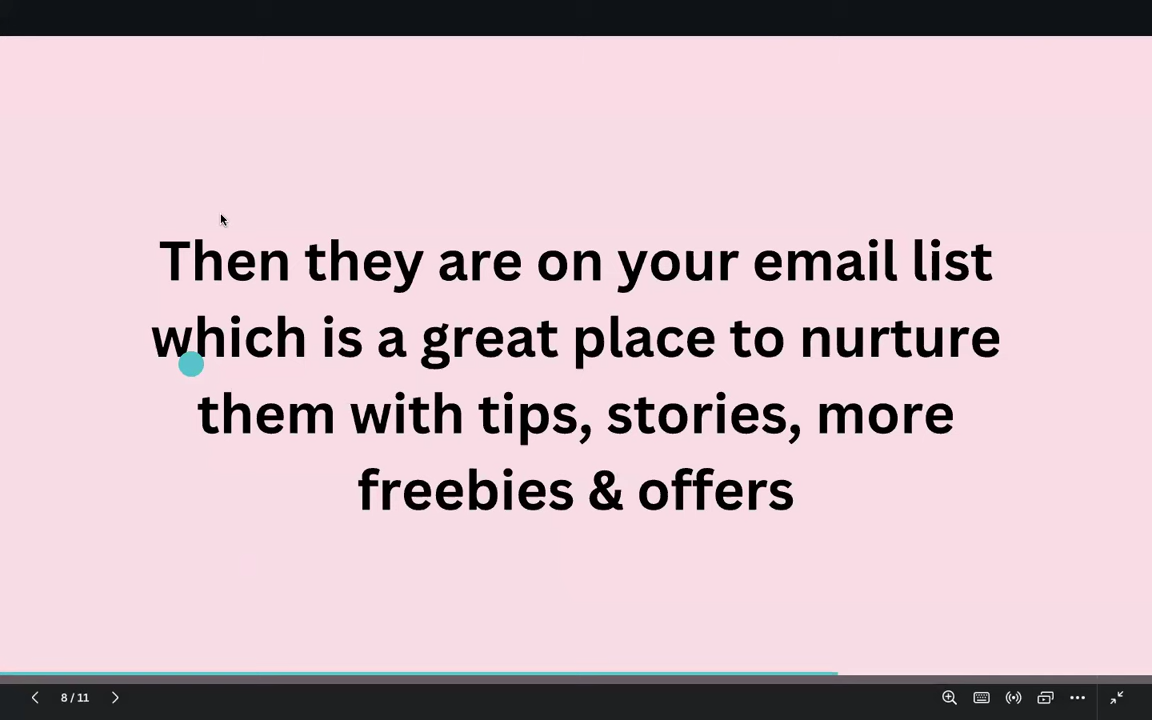 Then they are on your email list
which is a great place to nurture
them with tips, stories, more
freebies & offers
8 / 11